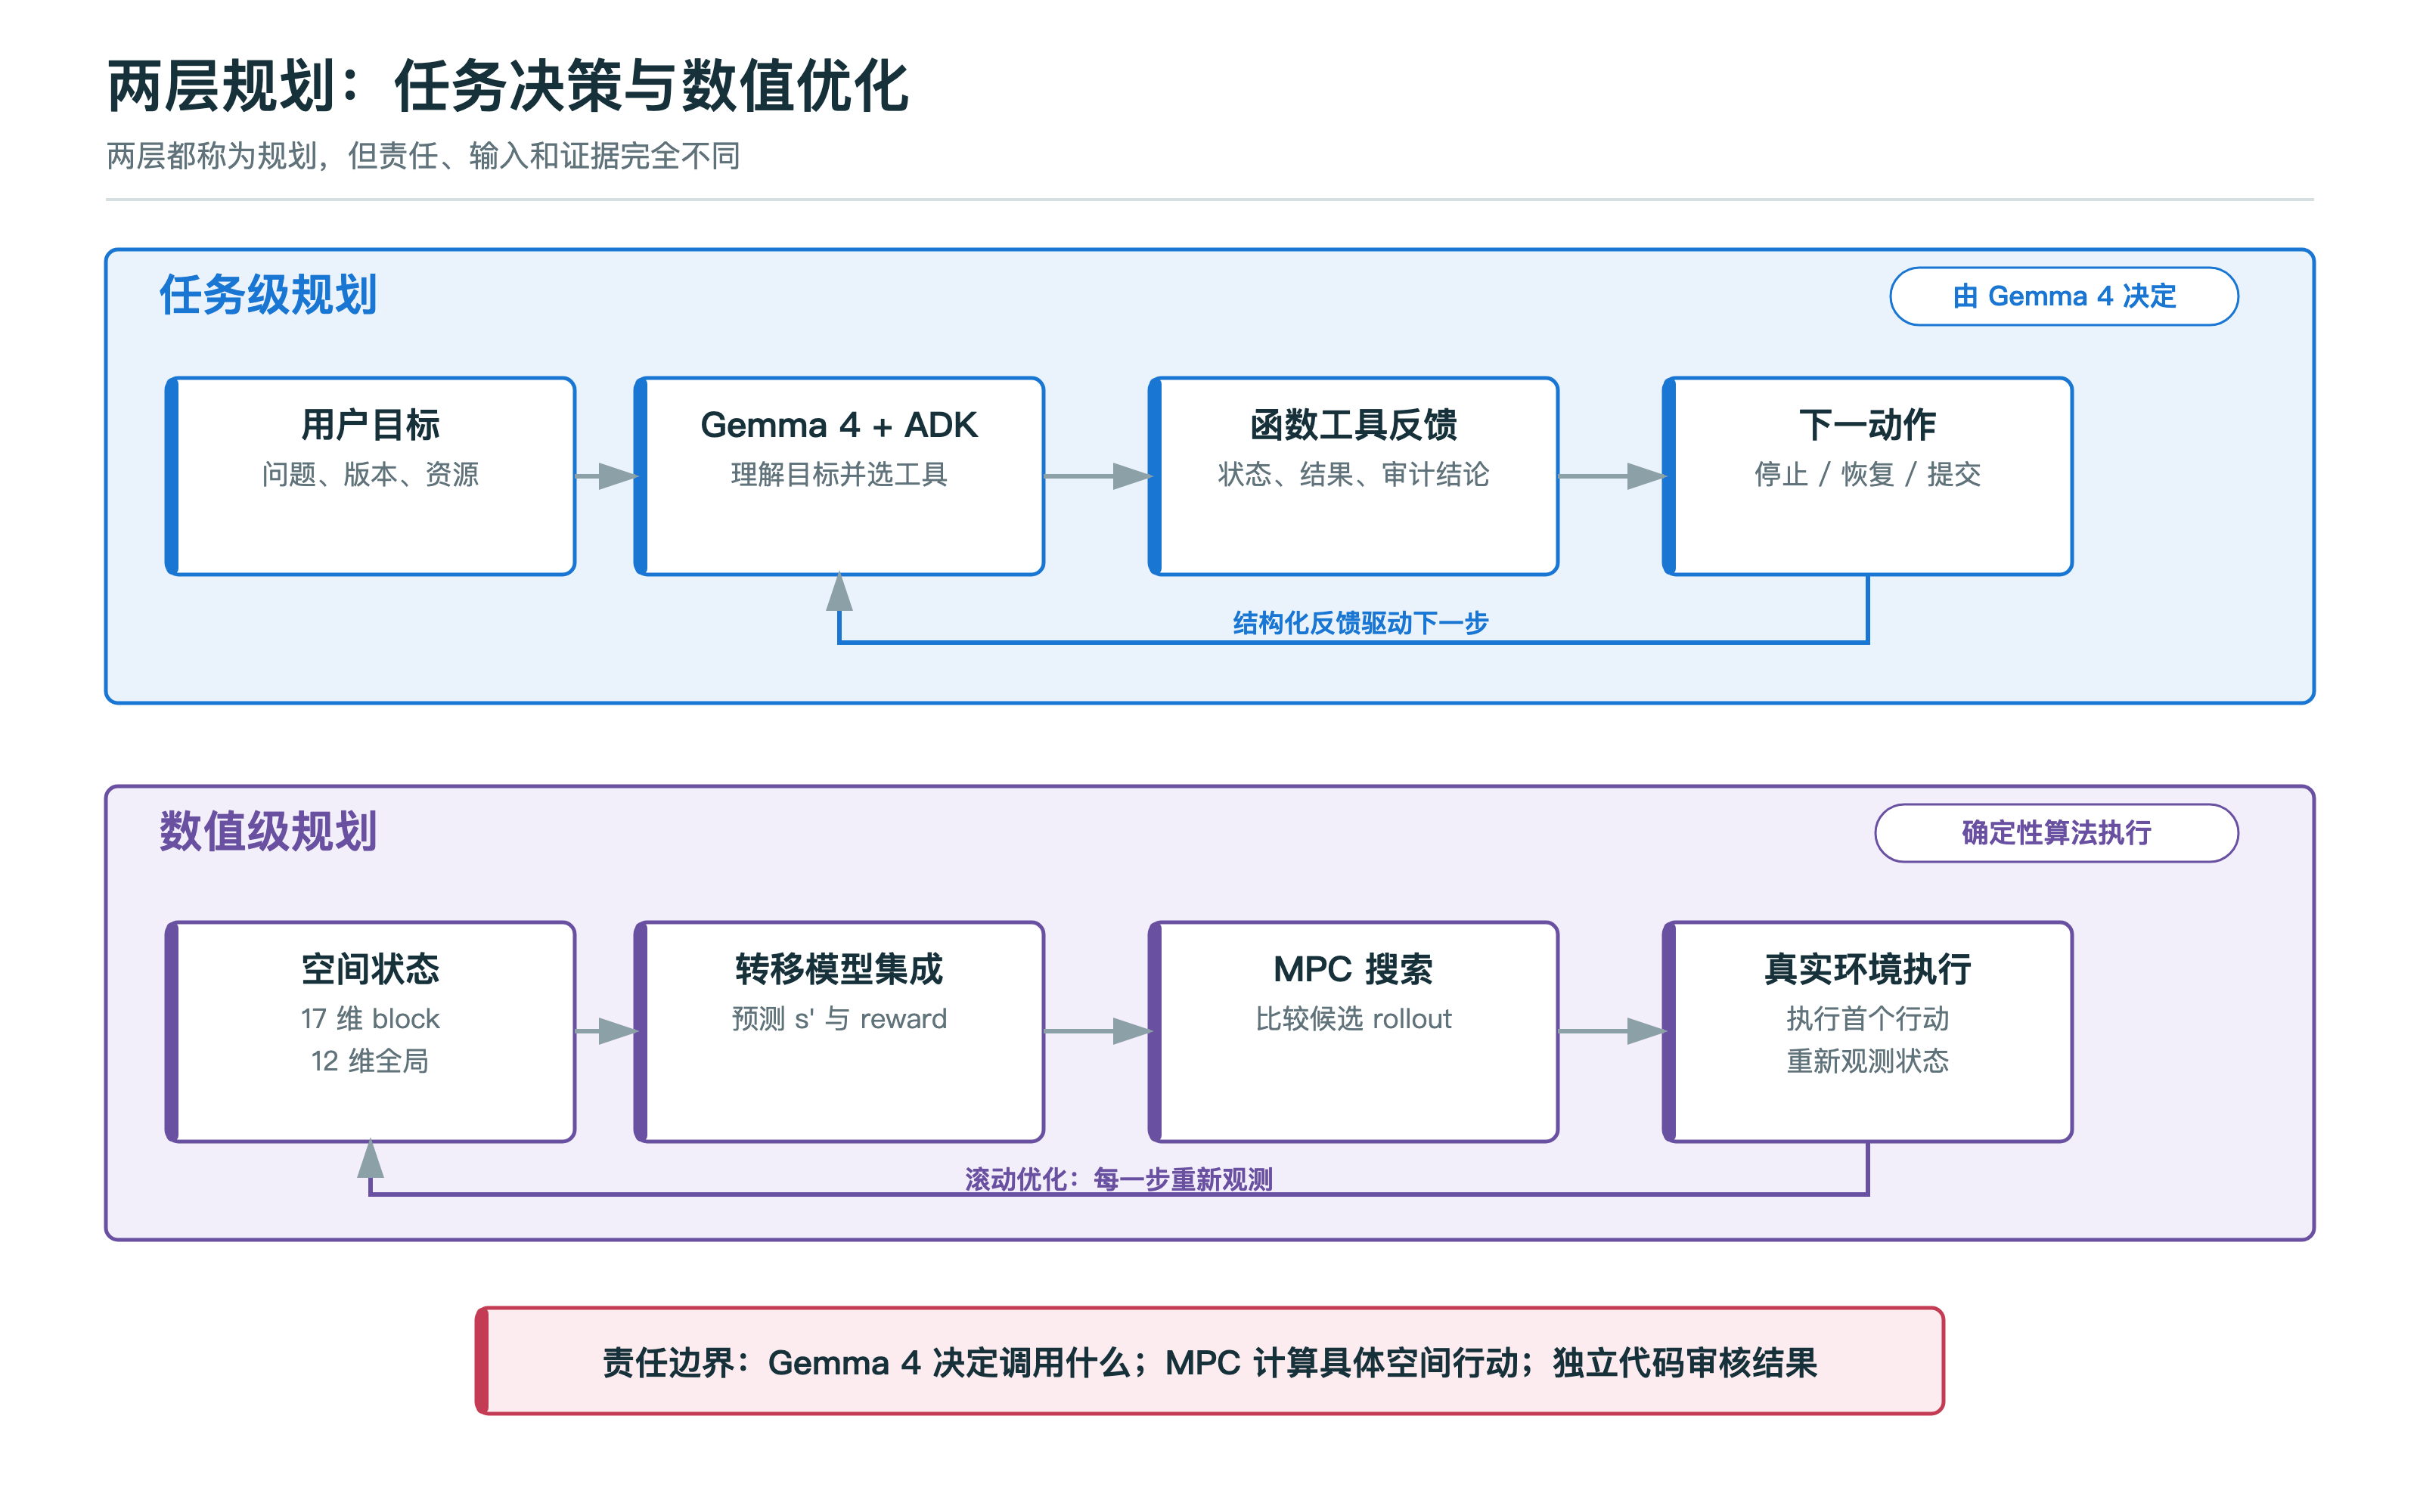 两层规划：任务决策与数值优化
两层都称为规划，但责任、输入和证据完全不同
任务级规划
由 Gemma 4 决定
用户目标
问题、版本、资源
Gemma 4 + ADK
理解目标并选工具
函数工具反馈
状态、结果、审计结论
下一动作
停止 / 恢复 / 提交
结构化反馈驱动下一步
数值级规划
确定性算法执行
空间状态
17 维 block
12 维全局
转移模型集成
预测 s' 与 reward
MPC 搜索
比较候选 rollout
真实环境执行
执行首个行动
重新观测状态
滚动优化：每一步重新观测
责任边界：Gemma 4 决定调用什么；MPC 计算具体空间行动；独立代码审核结果